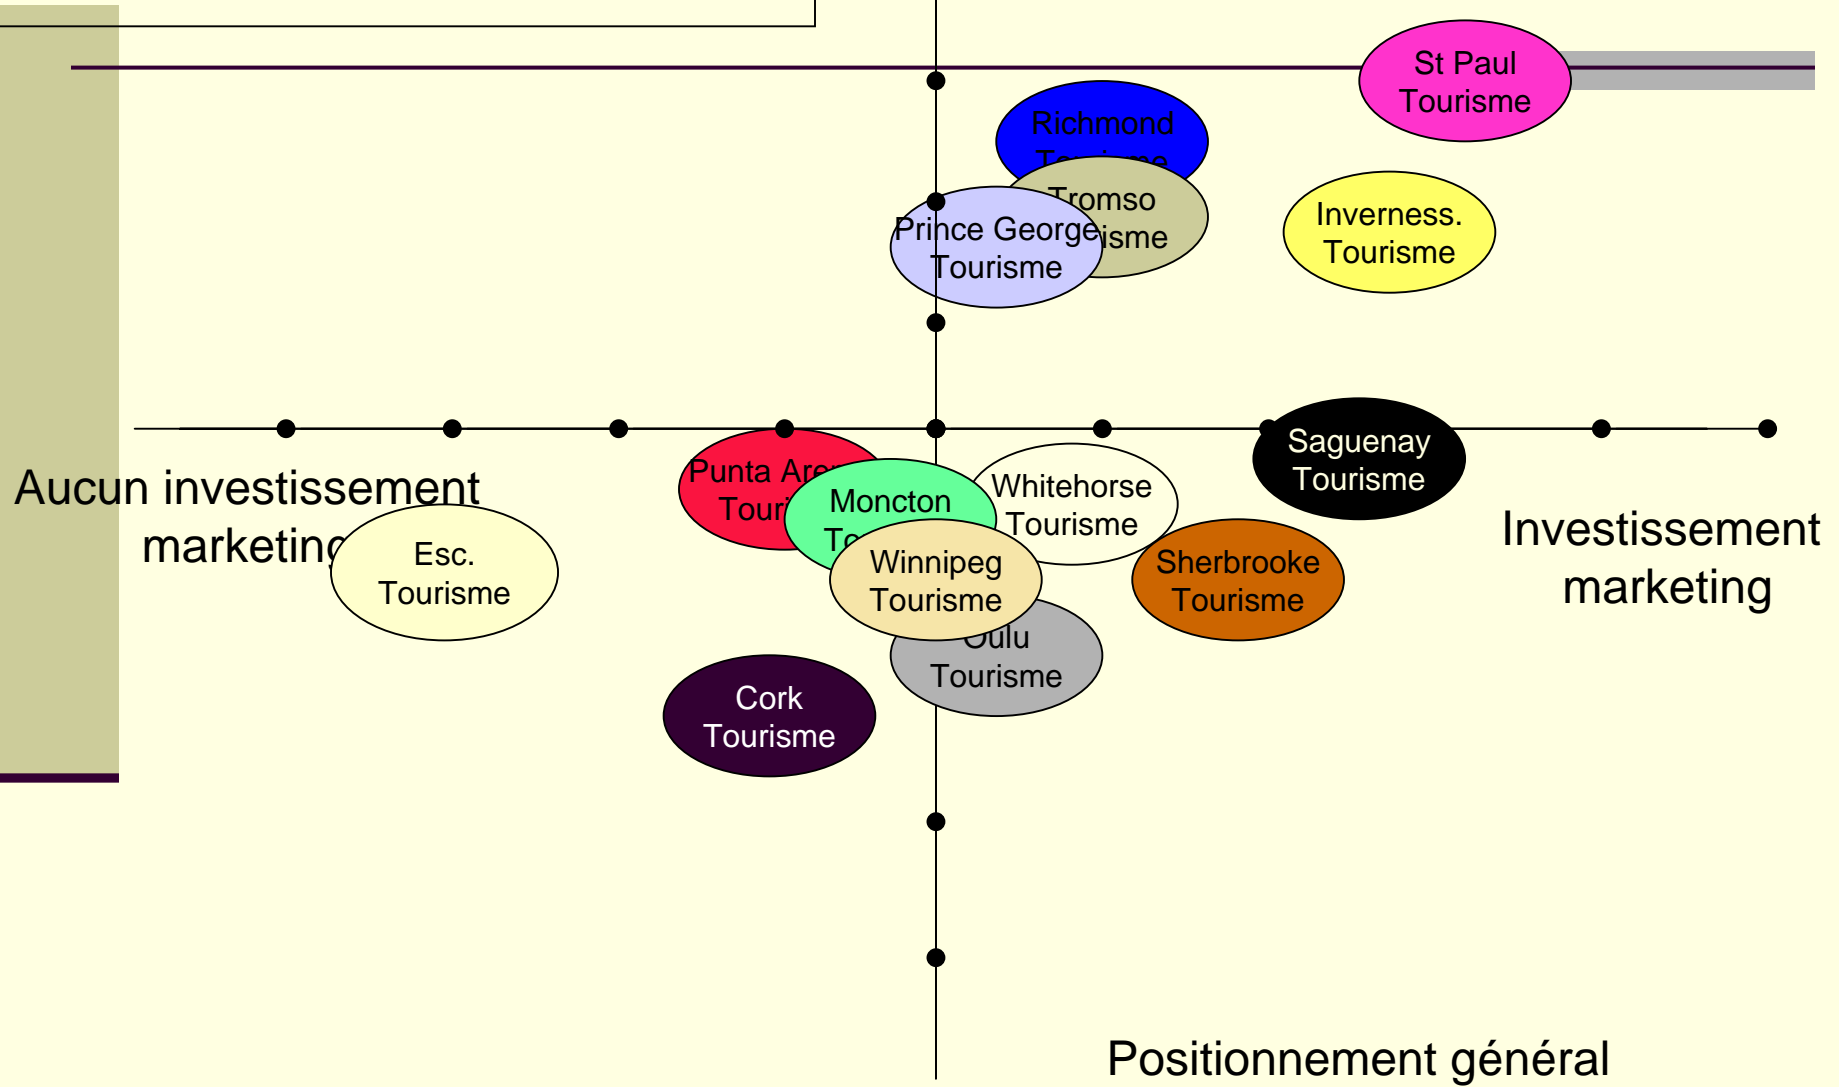 St Paul
Tourisme
Richmond
Tromso
Prince George
Tourisme
Inverness.
Tourisme
Saguenay
Tourisme
Aucun investissement
marketing
Punta
Moncton
Whitehorse
Tourisme
Investissement
marketing
Esc.
Tourisme
Winnipeg
Tourisme
Sherbrooke
Tourisme
Oulu
Tourisme
Cork
Tourisme
Positionnement général